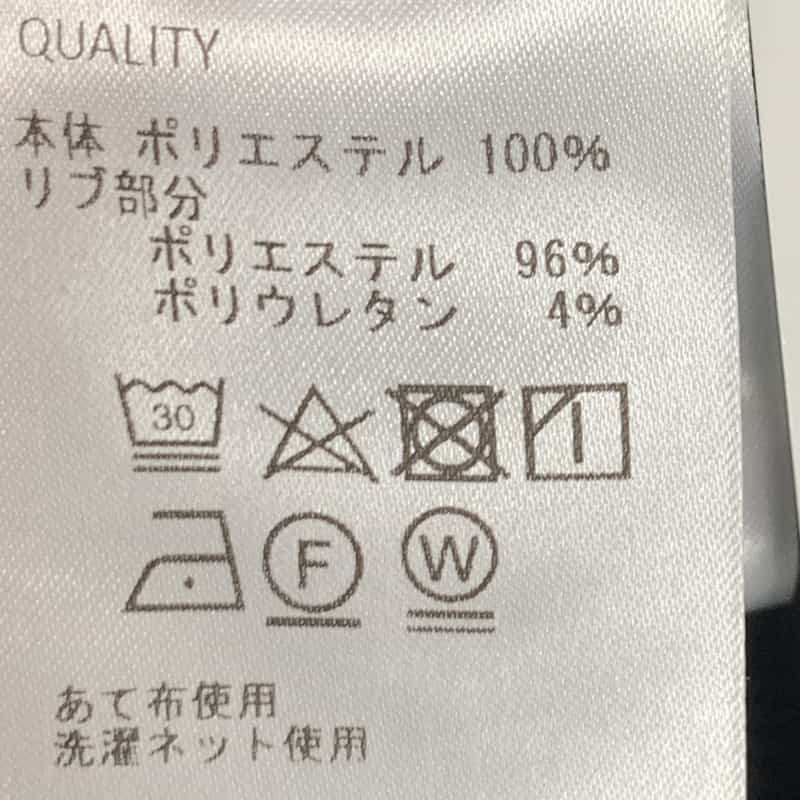 QUALITY
本体 ポリエステル 100%
リブ部分
ポリエステル 96%
ポリウレタン 4%
30
F
W
あて布使用
洗濯ネット使用